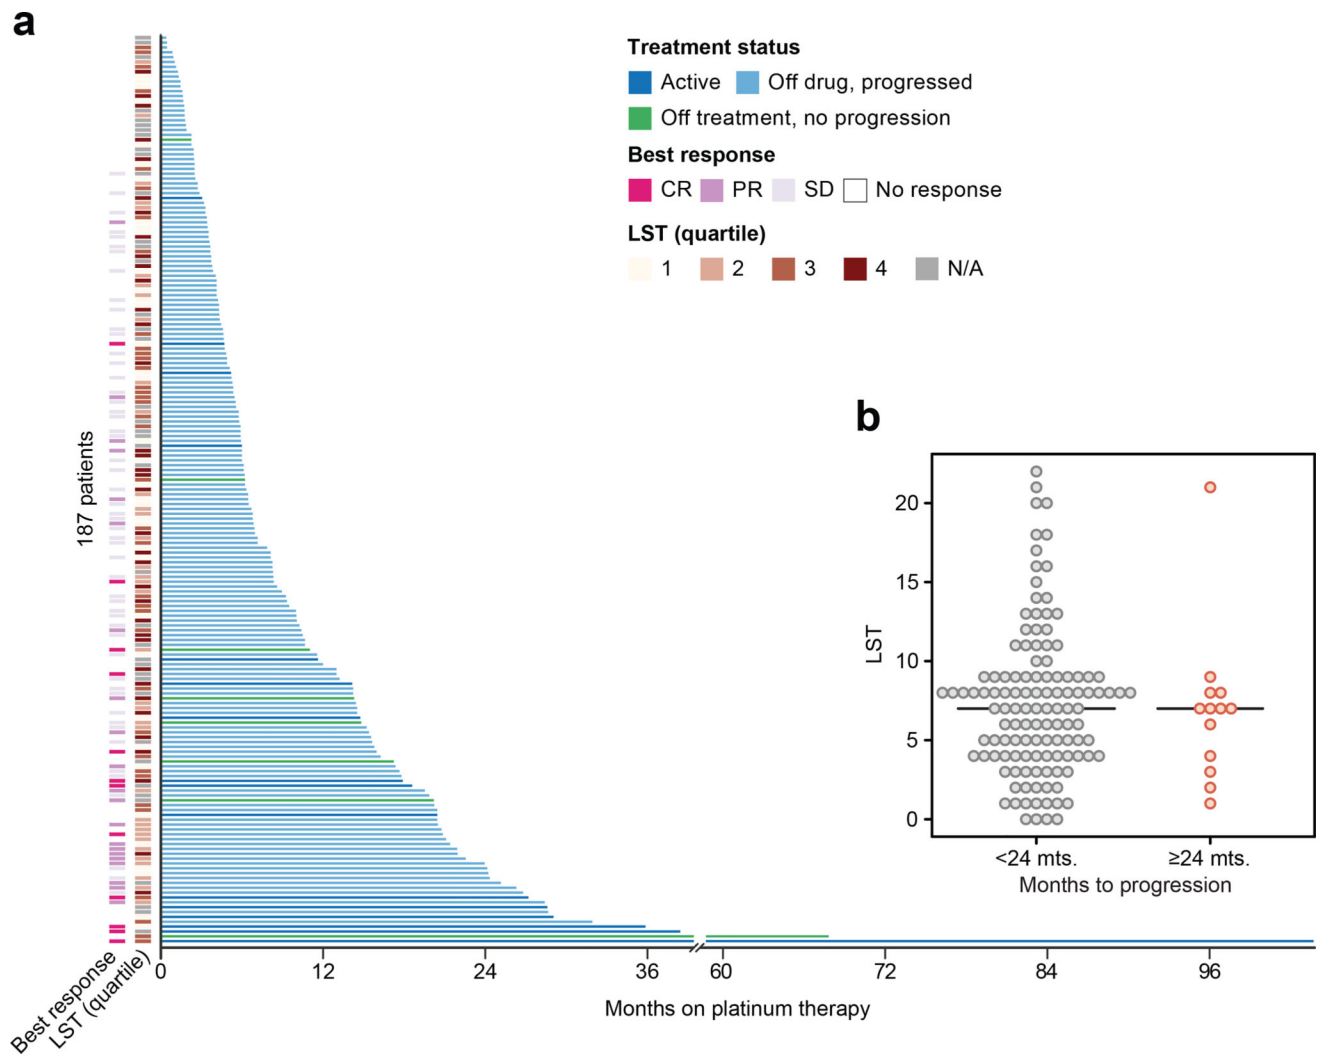 a
Treatment status
Active Off drug, progressed
Off treatment, no progression
Best response
CR PR SD No response
LST (quartile)
1 2 3 4 N/A
187 patients
Best response
LST (quartile)
0 12 24 36 60 72 84 96
Months on platinum therapy
b
LST
20
15
10
5
0
<24 mts. ≥24 mts.
Months to progression